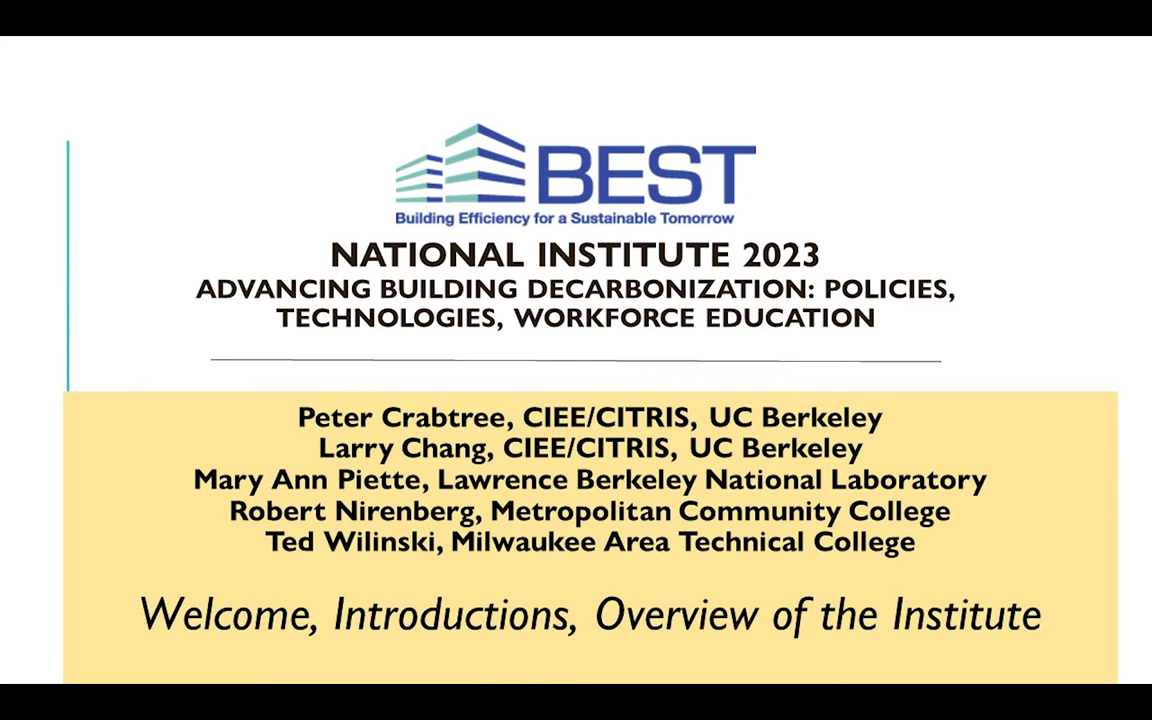 BEST
Building Efficiency for a Sustainable Tomorrow
NATIONAL INSTITUTE 2023
ADVANCING BUILDING DECARBONIZATION: POLICIES,
TECHNOLOGIES, WORKFORCE EDUCATION
Peter Crabtree, CIEE/CITRIS, UC Berkeley
Larry Chang, CIEE/CITRIS, UC Berkeley
Mary Ann Piette, Lawrence Berkeley National Laboratory
Robert Nirenberg, Metropolitan Community College
Ted Wilinski, Milwaukee Area Technical College
Welcome, Introductions, Overview of the Institute